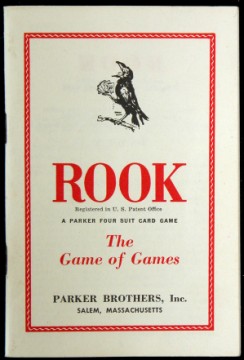 ROOK
Registered in U. S. Patent Office
A PARKER FOUR SUIT CARD GAME
The
Game of Games
PARKER BROTHERS, Inc.
SALEM, MASSACHUSETTS